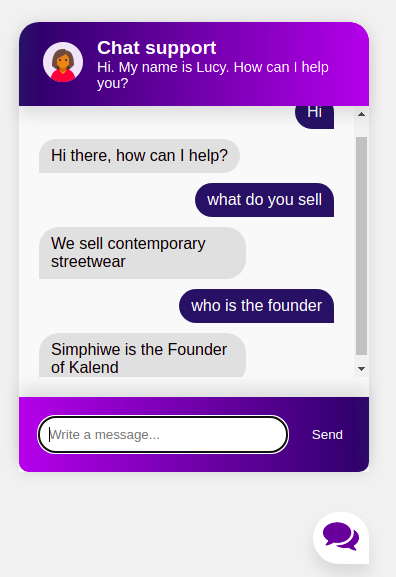 Chat support
Hi. My name is Lucy. How can I help
you?
Hi
Hi there, how can I help?
what do you sell
We sell contemporary
streetwear
who is the founder
Simphiwe is the Founder
of Kalend
Write a message...
Send